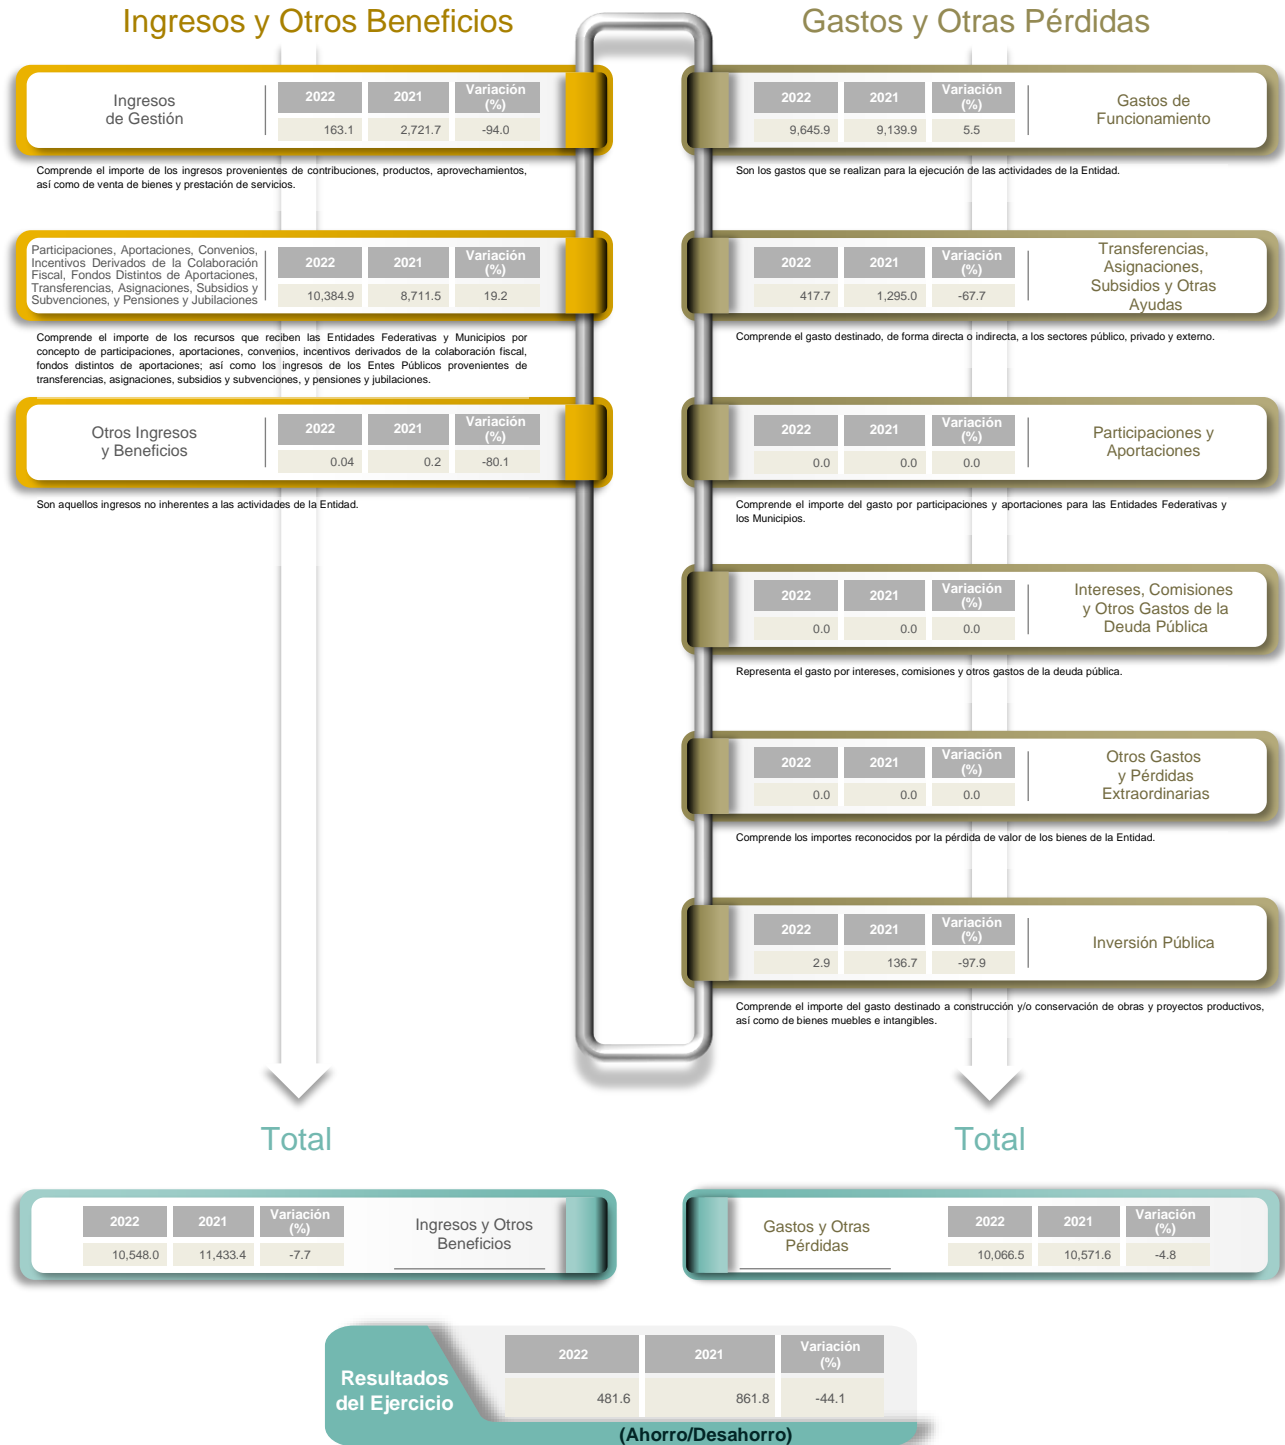 Ingresos y Otros Beneficios
Ingresos
de Gestión
2022 2021 Variación
(%)
163.1 2,721.7 -94.0
Comprende el importe de los ingresos provenientes de contribuciones, productos, aprovechamientos,
así como de venta de bienes y prestación de servicios.
Participaciones, Aportaciones, Convenios,
Incentivos Derivados de la Colaboración
Fiscal, Fondos Distintos de Aportaciones,
Transferencias, Asignaciones, Subsidios y
Subvenciones, y Pensiones y Jubilaciones
2022 2021 Variación
(%)
10,384.9 8,711.5 19.2
Comprende el importe de los recursos que reciben las Entidades Federativas y Municipios por
concepto de participaciones, aportaciones, convenios, incentivos derivados de la colaboración fiscal,
fondos distintos de aportaciones; así como los ingresos de los Entes Públicos provenientes de
transferencias, asignaciones, subsidios y subvenciones, y pensiones y jubilaciones.
Otros Ingresos
y Beneficios
2022 2021 Variación
(%)
0.04 0.2 -80.1
Son aquellos ingresos no inherentes a las actividades de la Entidad.
Gastos y Otras Pérdidas
2022 2021 Variación
(%)
9,645.9 9,139.9 5.5
Gastos de
Funcionamiento
Son los gastos que se realizan para la ejecución de las actividades de la Entidad.
2022 2021 Variación
(%)
417.7 1,295.0 -67.7
Transferencias,
Asignaciones,
Subsidios y Otras
Ayudas
Comprende el gasto destinado, de forma directa o indirecta, a los sectores público, privado y externo.
2022 2021 Variación
(%)
0.0 0.0 0.0
Participaciones y
Aportaciones
Comprende el importe del gasto por participaciones y aportaciones para las Entidades Federativas y
los Municipios.
2022 2021 Variación
(%)
0.0 0.0 0.0
Intereses, Comisiones
y Otros Gastos de la
Deuda Pública
Representa el gasto por intereses, comisiones y otros gastos de la deuda pública.
2022 2021 Variación
(%)
0.0 0.0 0.0
Otros Gastos
y Pérdidas
Extraordinarias
Comprende los importes reconocidos por la pérdida de valor de los bienes de la Entidad.
2022 2021 Variación
(%)
2.9 136.7 -97.9
Inversión Pública
Comprende el importe del gasto destinado a construcción y/o conservación de obras y proyectos productivos,
así como de bienes muebles e intangibles.
Total
2022 2021 Variación
(%)
10,548.0 11,433.4 -7.7
Ingresos y Otros
Beneficios
Total
Gastos y Otras
Pérdidas
2022 2021 Variación
(%)
10,066.5 10,571.6 -4.8
Resultados
del Ejercicio
2022 2021 Variación
(%)
481.6 861.8 -44.1
(Ahorro/Desahorro)